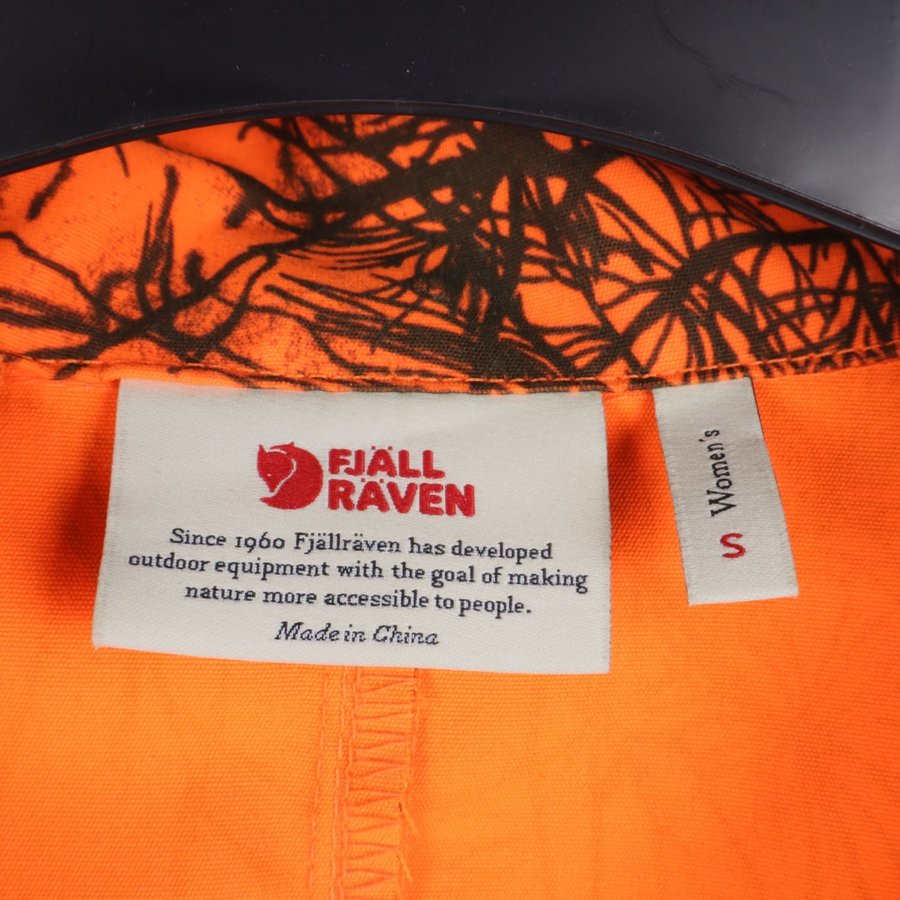 FJÄLL
RÄVEN
Since 1960 Fjällräven has developed
outdoor equipment with the goal of making
nature more accessible to people.
Made in China
Women's
S